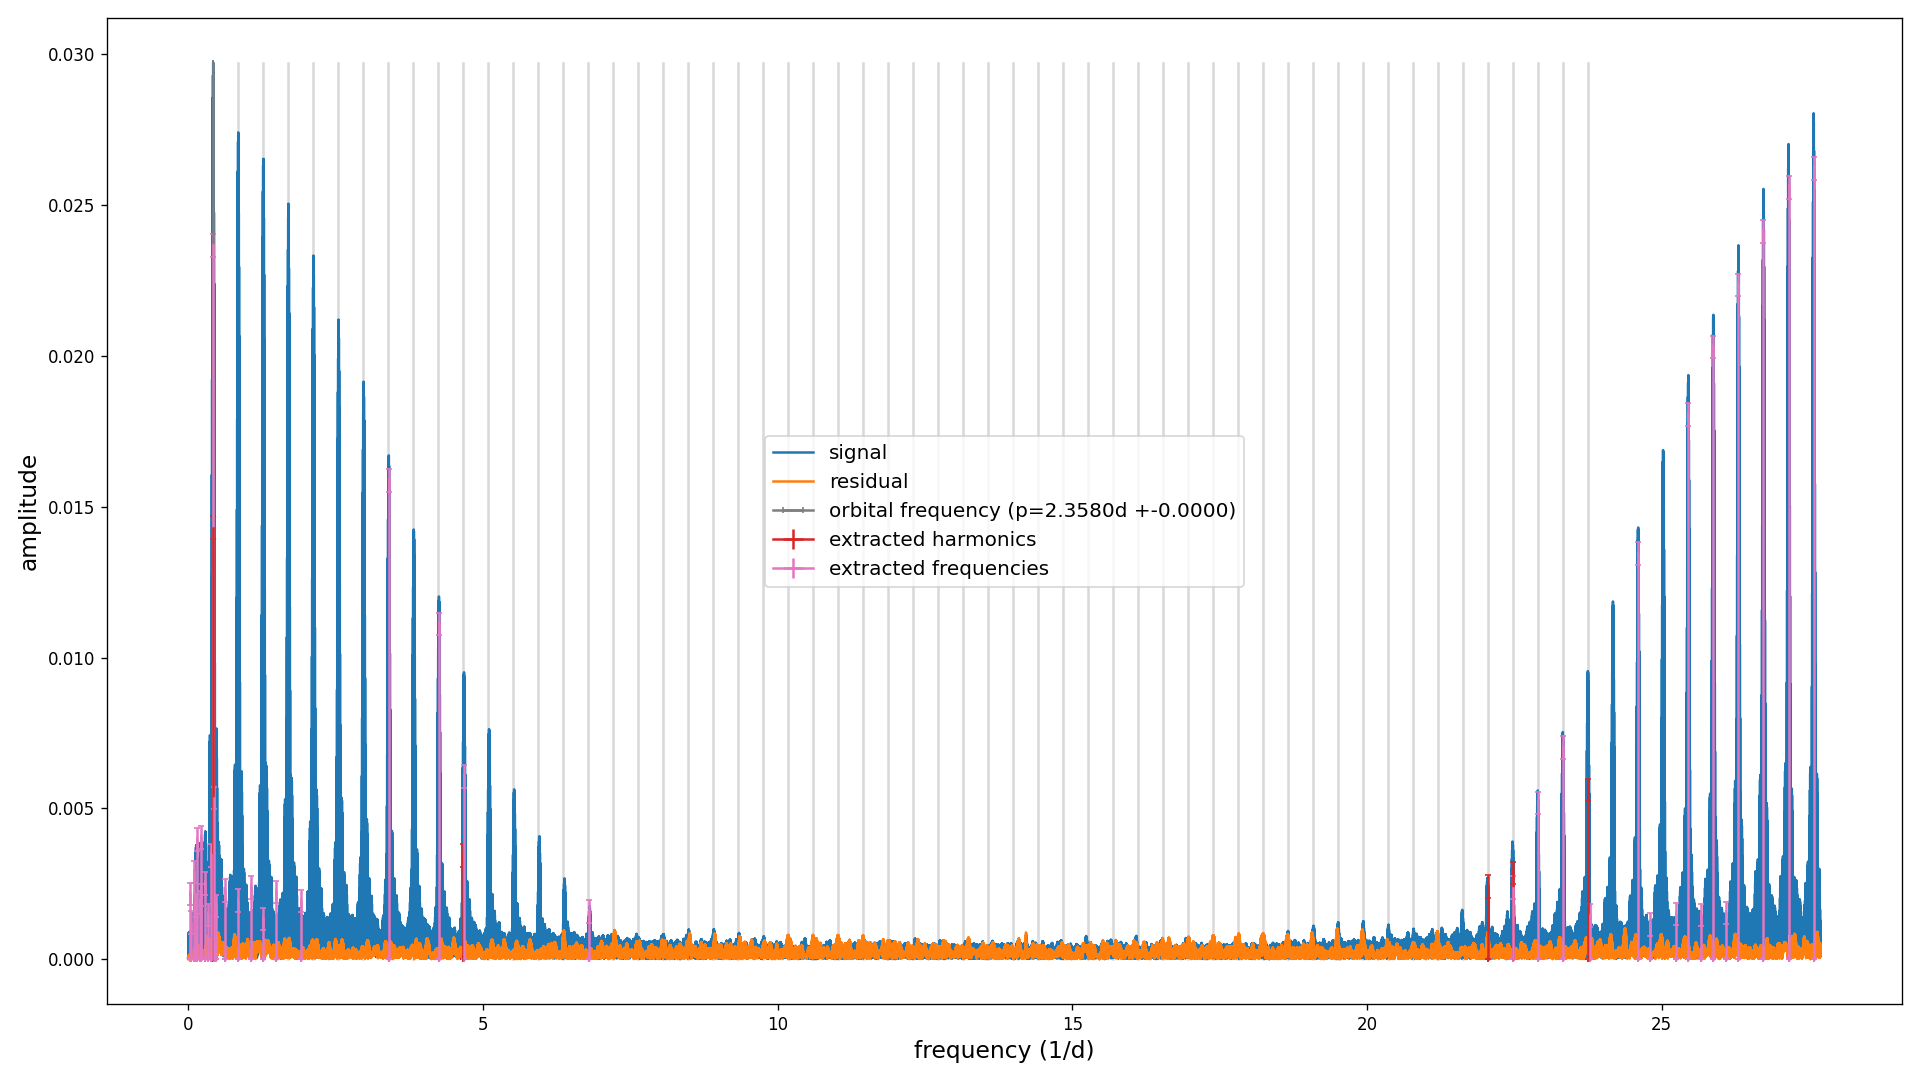 0.030
0.025
0.020
0.015
0.010
0.005
0.000
amplitude
signal
residual
orbital frequency (p=2.3580d +-0.0000)
extracted harmonics
extracted frequencies
0 5 10 15 20 25
frequency (1/d)